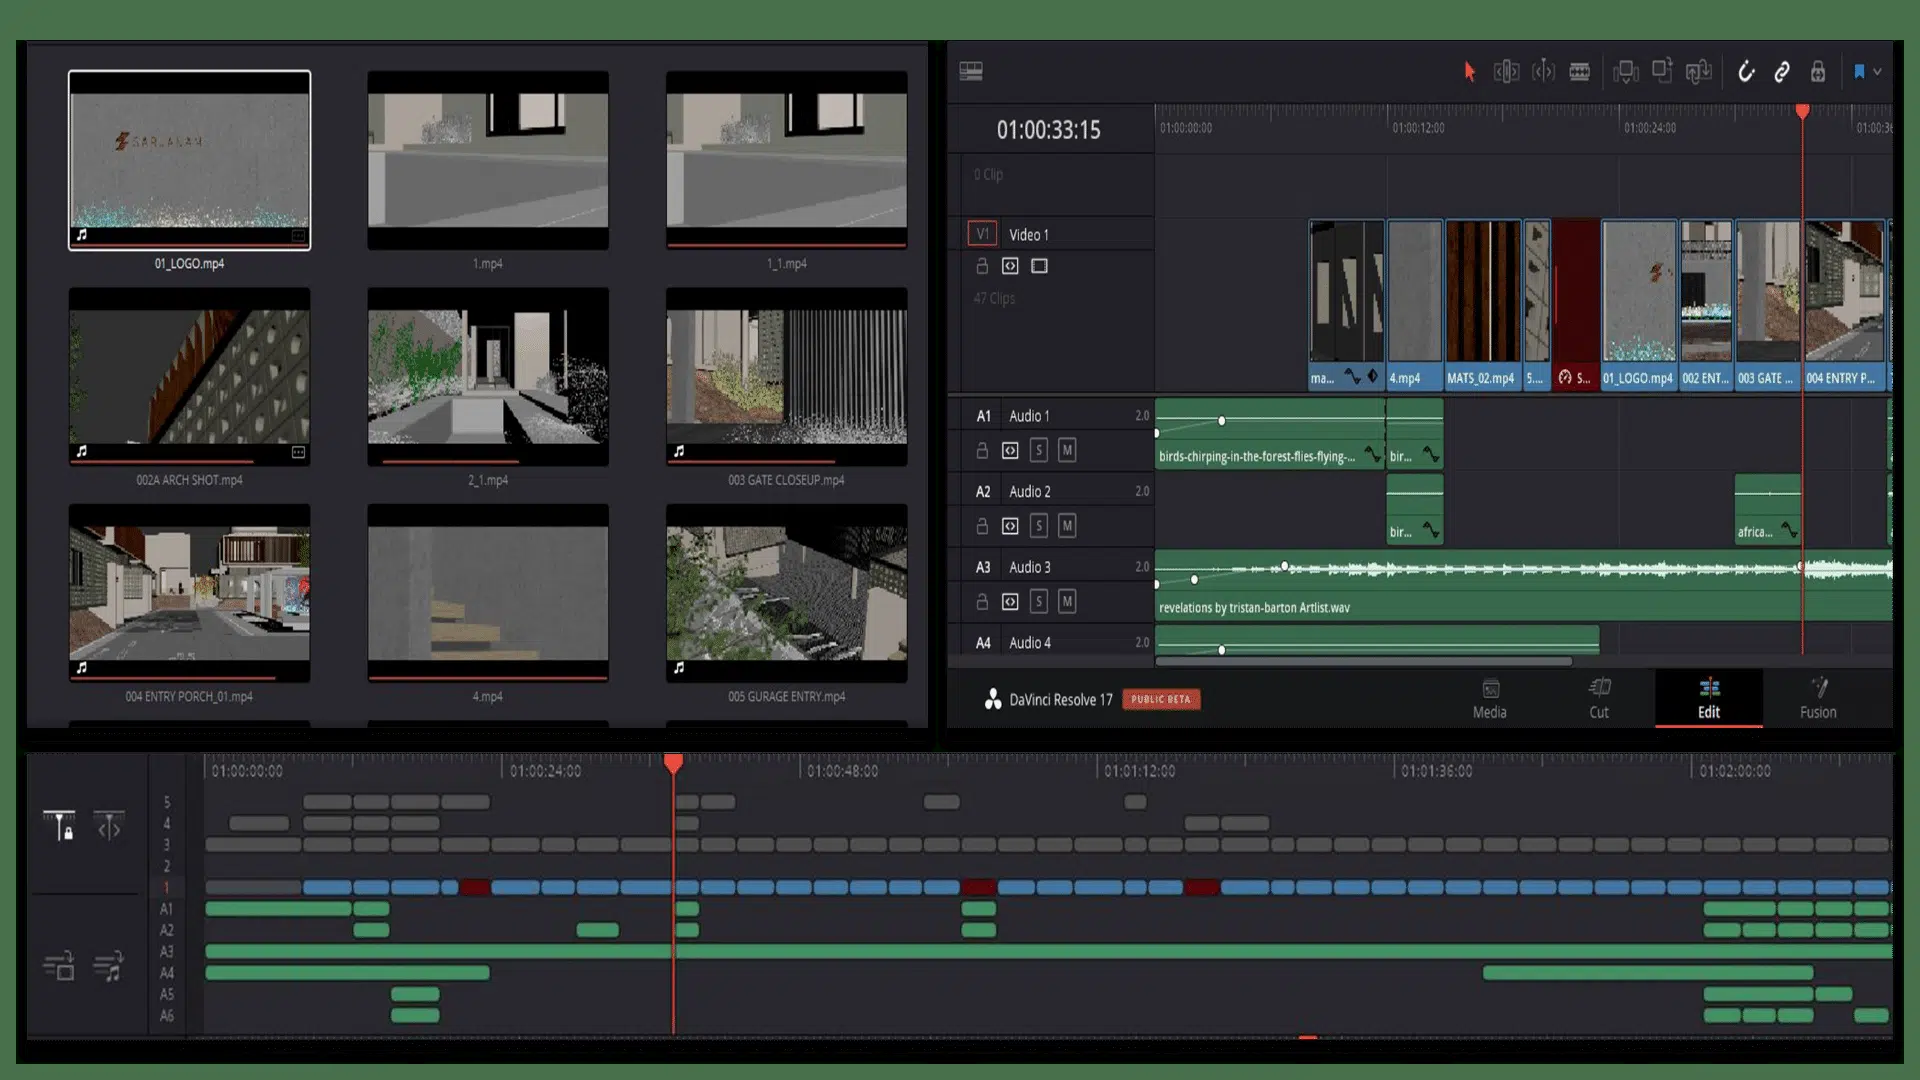 SARLANAM
01_LOGO.mp4
1.mp4
1_1.mp4
002A ARCH SHOT.mp4
2_1.mp4
003 GATE CLOSEUP.mp4
004 ENTRY PORCH_01.mp4
4.mp4
005 GURAGE ENTRY.mp4
01:00:33:15
01:00:00:00
01:00:12:00
01:00:24:00
01:00:36
0 Clip
V1 Video 1
47 Clips
ma...
4.mp4
MATS_02.mp4
5....
S...
01_LOGO.mp4
002 ENT...
003 GATE ...
004 ENTRY P...
A1 Audio 1 2.0
S M
birds-chirping-in-the-forest-flies-flying-...
bir...
A2 Audio 2 2.0
S M
bir...
africa...
A3 Audio 3 2.0
S M
revelations by tristan-barton Artlist.wav
A4 Audio 4 2.0
DaVinci Resolve 17 PUBLIC BETA
Media
Cut
Edit
Fusion
01:00:00:00
01:00:24:00
01:00:48:00
01:01:12:00
01:01:36:00
01:02:00:00
5
4
3
2
1
A1
A2
A3
A4
A5
A6